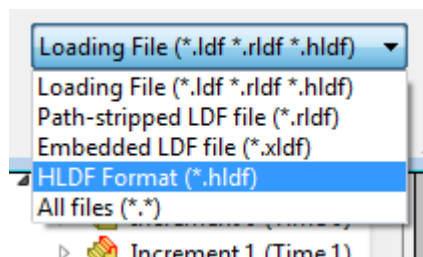 Loading File (*.ldf *.rldf *.hldf)
Loading File (*.ldf *.rldf *.hldf)
Path-stripped LDF file (*.rldf)
Embedded LDF file (*.xldf)
HLDF Format (*.hldf)
All files (*.*)
Increment 1 (Time 1)